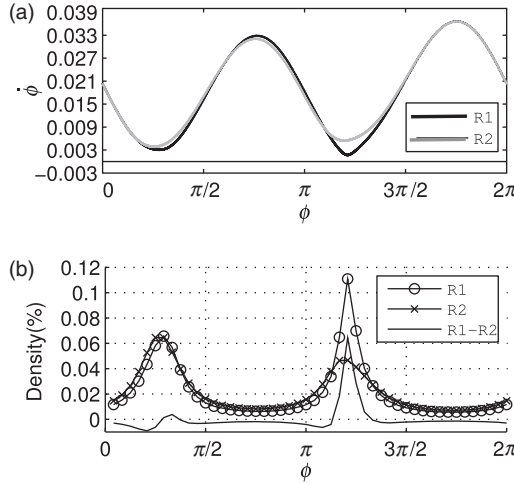 (a)
0.039
0.033
0.027
0.021
0.015
0.009
0.003
−0.003
ϕ̇
R1
R2
0
π/2
π
3π/2
2π
ϕ
(b)
0.12
0.1
0.08
0.06
0.04
0.02
0
Density(%)
R1
R2
R1−R2
0
π/2
π
3π/2
2π
ϕ